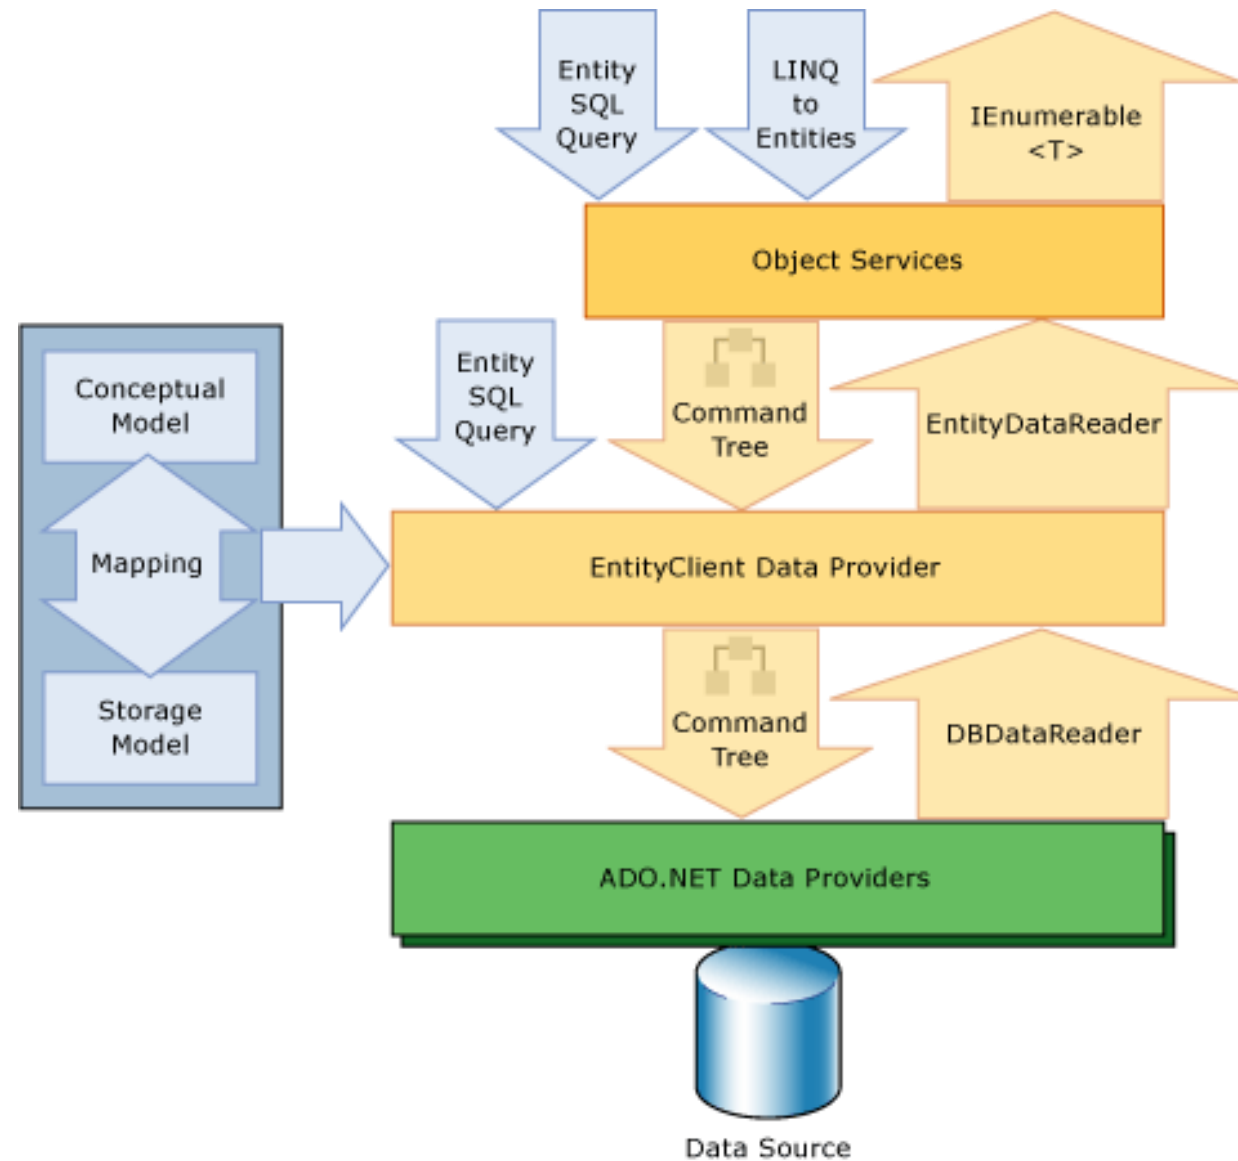 Entity
SQL
Query
LINQ
to
Entities
IEnumerable
<T>
Object Services
Conceptual
Model
Mapping
Storage
Model
Entity
SQL
Query
Command
Tree
EntityDataReader
EntityClient Data Provider
Command
Tree
DBDataReader
ADO.NET Data Providers
Data Source